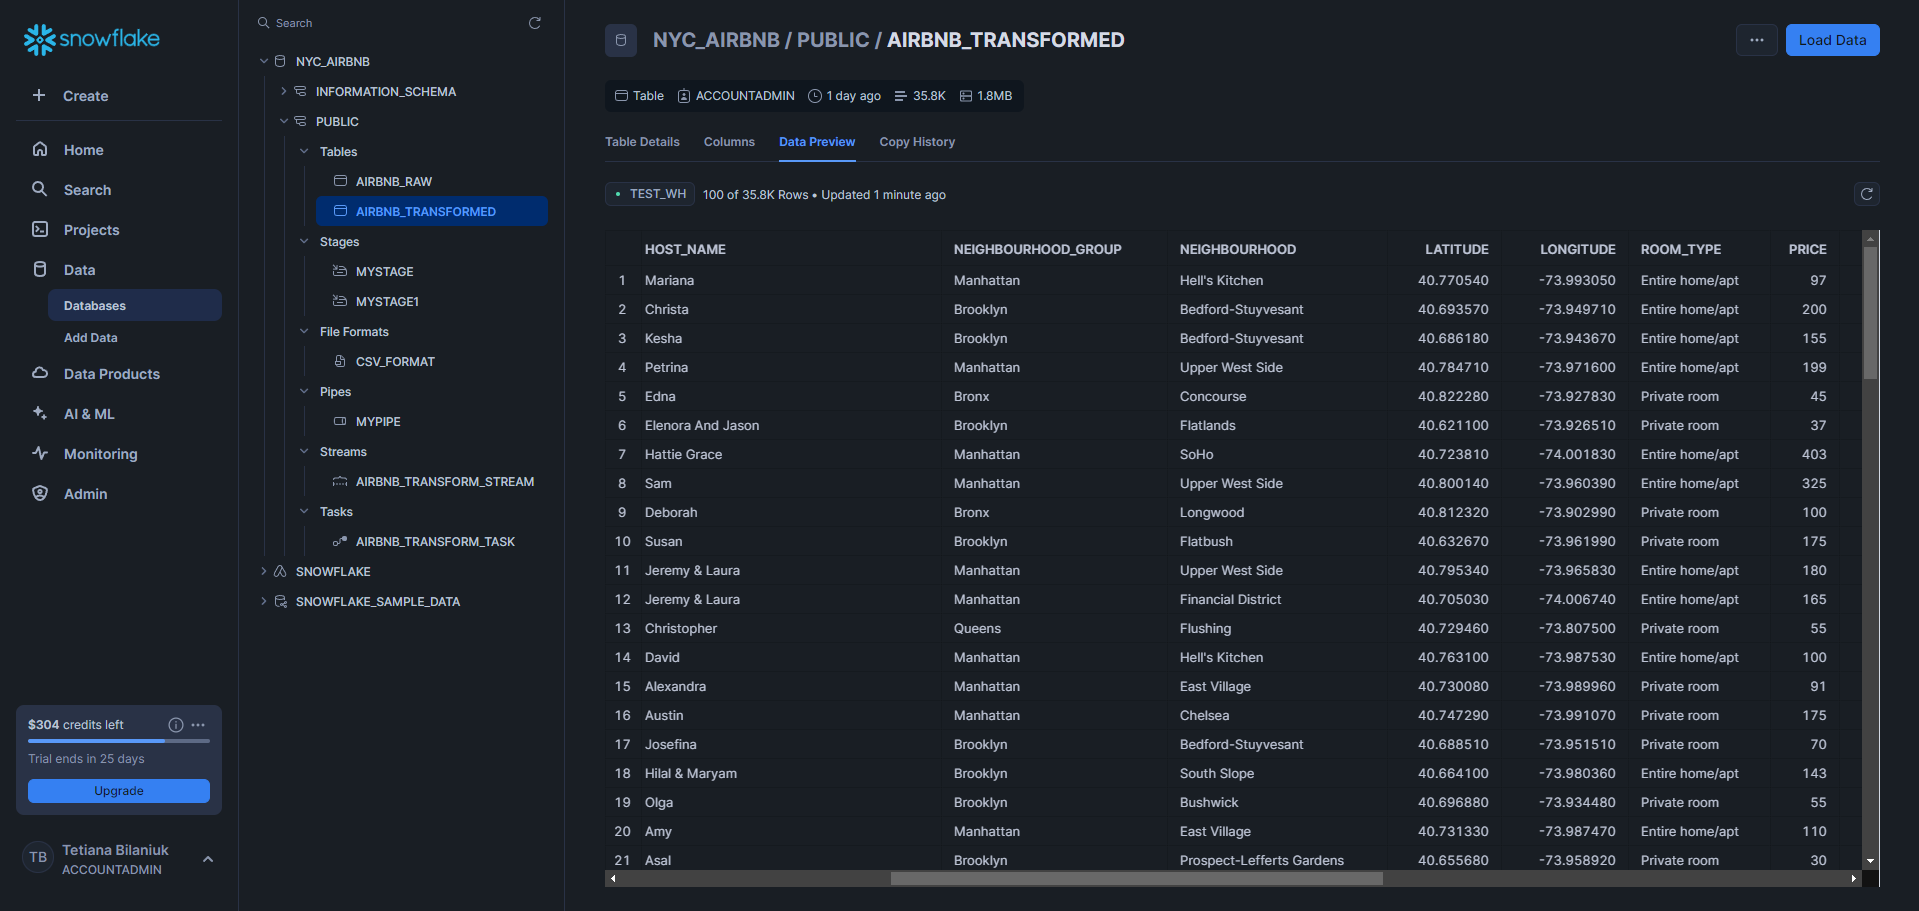 snowflake
Create
Home
Search
Projects
Data
Databases
Add Data
Data Products
AI & ML
Monitoring
Admin
$304 credits left
Trial ends in 25 days
Upgrade
TB
Tetiana Bilaniuk
ACCOUNTADMIN
Search
NYC_AIRBNB
INFORMATION_SCHEMA
PUBLIC
Tables
AIRBNB_RAW
AIRBNB_TRANSFORMED
Stages
MYSTAGE
MYSTAGE1
File Formats
CSV_FORMAT
Pipes
MYPIPE
Streams
AIRBNB_TRANSFORM_STREAM
Tasks
AIRBNB_TRANSFORM_TASK
SNOWFLAKE
SNOWFLAKE_SAMPLE_DATA
NYC_AIRBNB / PUBLIC / AIRBNB_TRANSFORMED
... Load Data
Table ACCOUNTADMIN 1 day ago 35.8K 1.8MB
Table Details Columns Data Preview Copy History
TEST_WH 100 of 35.8K Rows • Updated 1 minute ago
HOST_NAME NEIGHBOURHOOD_GROUP NEIGHBOURHOOD LATITUDE LONGITUDE ROOM_TYPE PRICE
1 Mariana Manhattan Hell's Kitchen 40.770540 -73.993050 Entire home/apt 97
2 Christa Brooklyn Bedford-Stuyvesant 40.693570 -73.949710 Entire home/apt 200
3 Kesha Brooklyn Bedford-Stuyvesant 40.686180 -73.943670 Entire home/apt 155
4 Petrina Manhattan Upper West Side 40.784710 -73.971600 Entire home/apt 199
5 Edna Bronx Concourse 40.822280 -73.927830 Private room 45
6 Elenora And Jason Brooklyn Flatlands 40.621100 -73.926510 Private room 37
7 Hattie Grace Manhattan SoHo 40.723810 -74.001830 Entire home/apt 403
8 Sam Manhattan Upper West Side 40.800140 -73.960390 Entire home/apt 325
9 Deborah Bronx Longwood 40.812320 -73.902990 Private room 100
10 Susan Brooklyn Flatbush 40.632670 -73.961990 Private room 175
11 Jeremy & Laura Manhattan Upper West Side 40.795340 -73.965830 Entire home/apt 180
12 Jeremy & Laura Manhattan Financial District 40.705030 -74.006740 Entire home/apt 165
13 Christopher Queens Flushing 40.729460 -73.807500 Private room 55
14 David Manhattan Hell's Kitchen 40.763100 -73.987530 Entire home/apt 100
15 Alexandra Manhattan East Village 40.730080 -73.989960 Private room 91
16 Austin Manhattan Chelsea 40.747290 -73.991070 Private room 175
17 Josefina Brooklyn Bedford-Stuyvesant 40.688510 -73.951510 Private room 70
18 Hilal & Maryam Brooklyn South Slope 40.664100 -73.980360 Entire home/apt 143
19 Olga Brooklyn Bushwick 40.696880 -73.934480 Private room 55
20 Amy Manhattan East Village 40.731330 -73.987470 Entire home/apt 110
21 Asal Brooklyn Prospect-Lefferts Gardens 40.655680 -73.958920 Private room 30